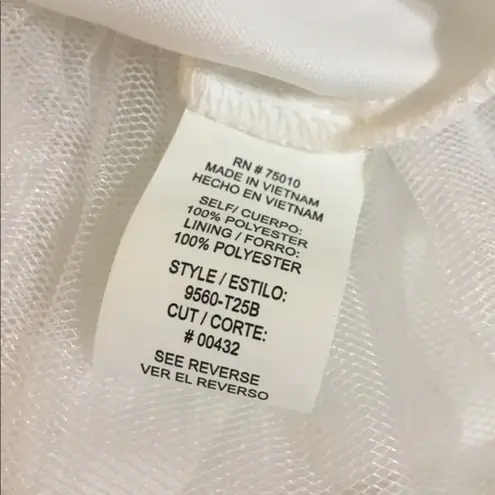 RN # 75010
MADE IN VIETNAM
HECHO EN VIETNAM
SELF/ CUERPO:
100% POLYESTER
LINING / FORRO:
100% POLYESTER
STYLE / ESTILO:
9560-T25B
CUT / CORTE:
# 00432
SEE REVERSE
VER EL REVERSO